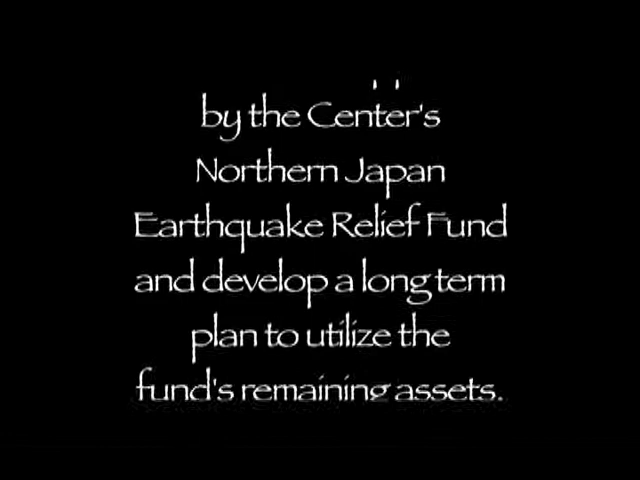 by the Center's
Northern Japan
Earthquake Relief Fund
and develop a long term
plan to utilize the
fund's remaining assets.